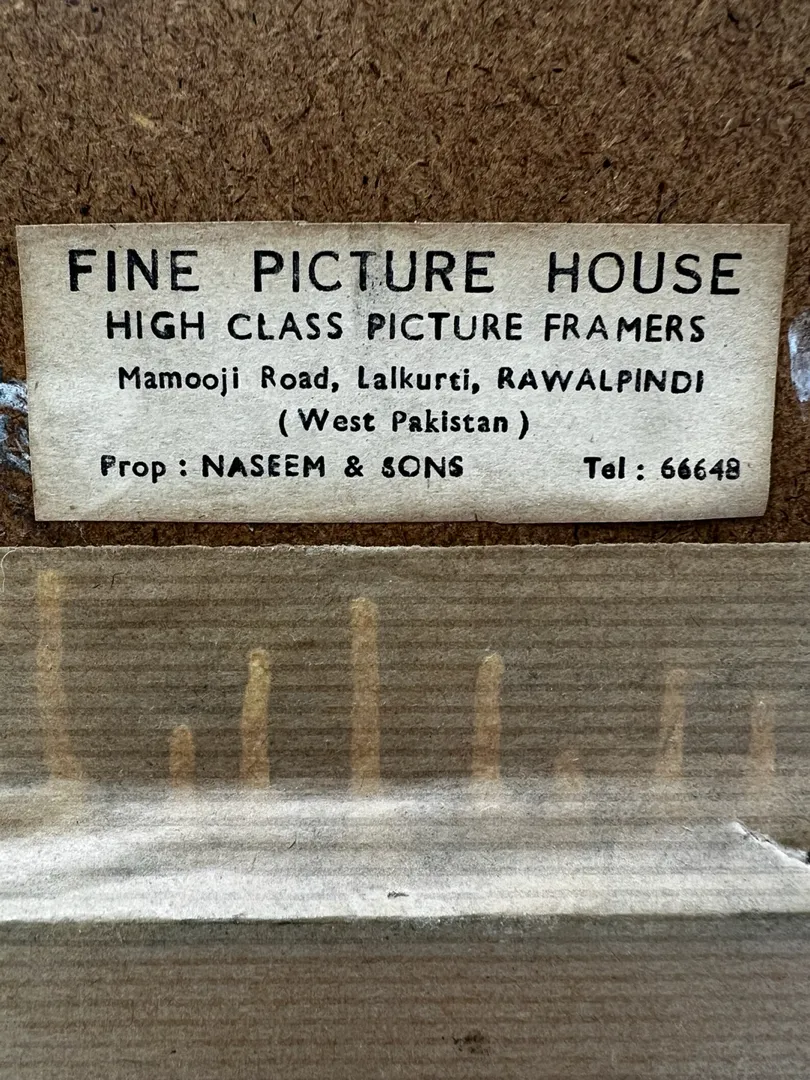 FINE PICTURE HOUSE
HIGH CLASS PICTURE FRAMERS
Mamooji Road, Lalkurti, RAWALPINDI
(West Pakistan)
Prop : NASEEM & SONS Tel : 66648